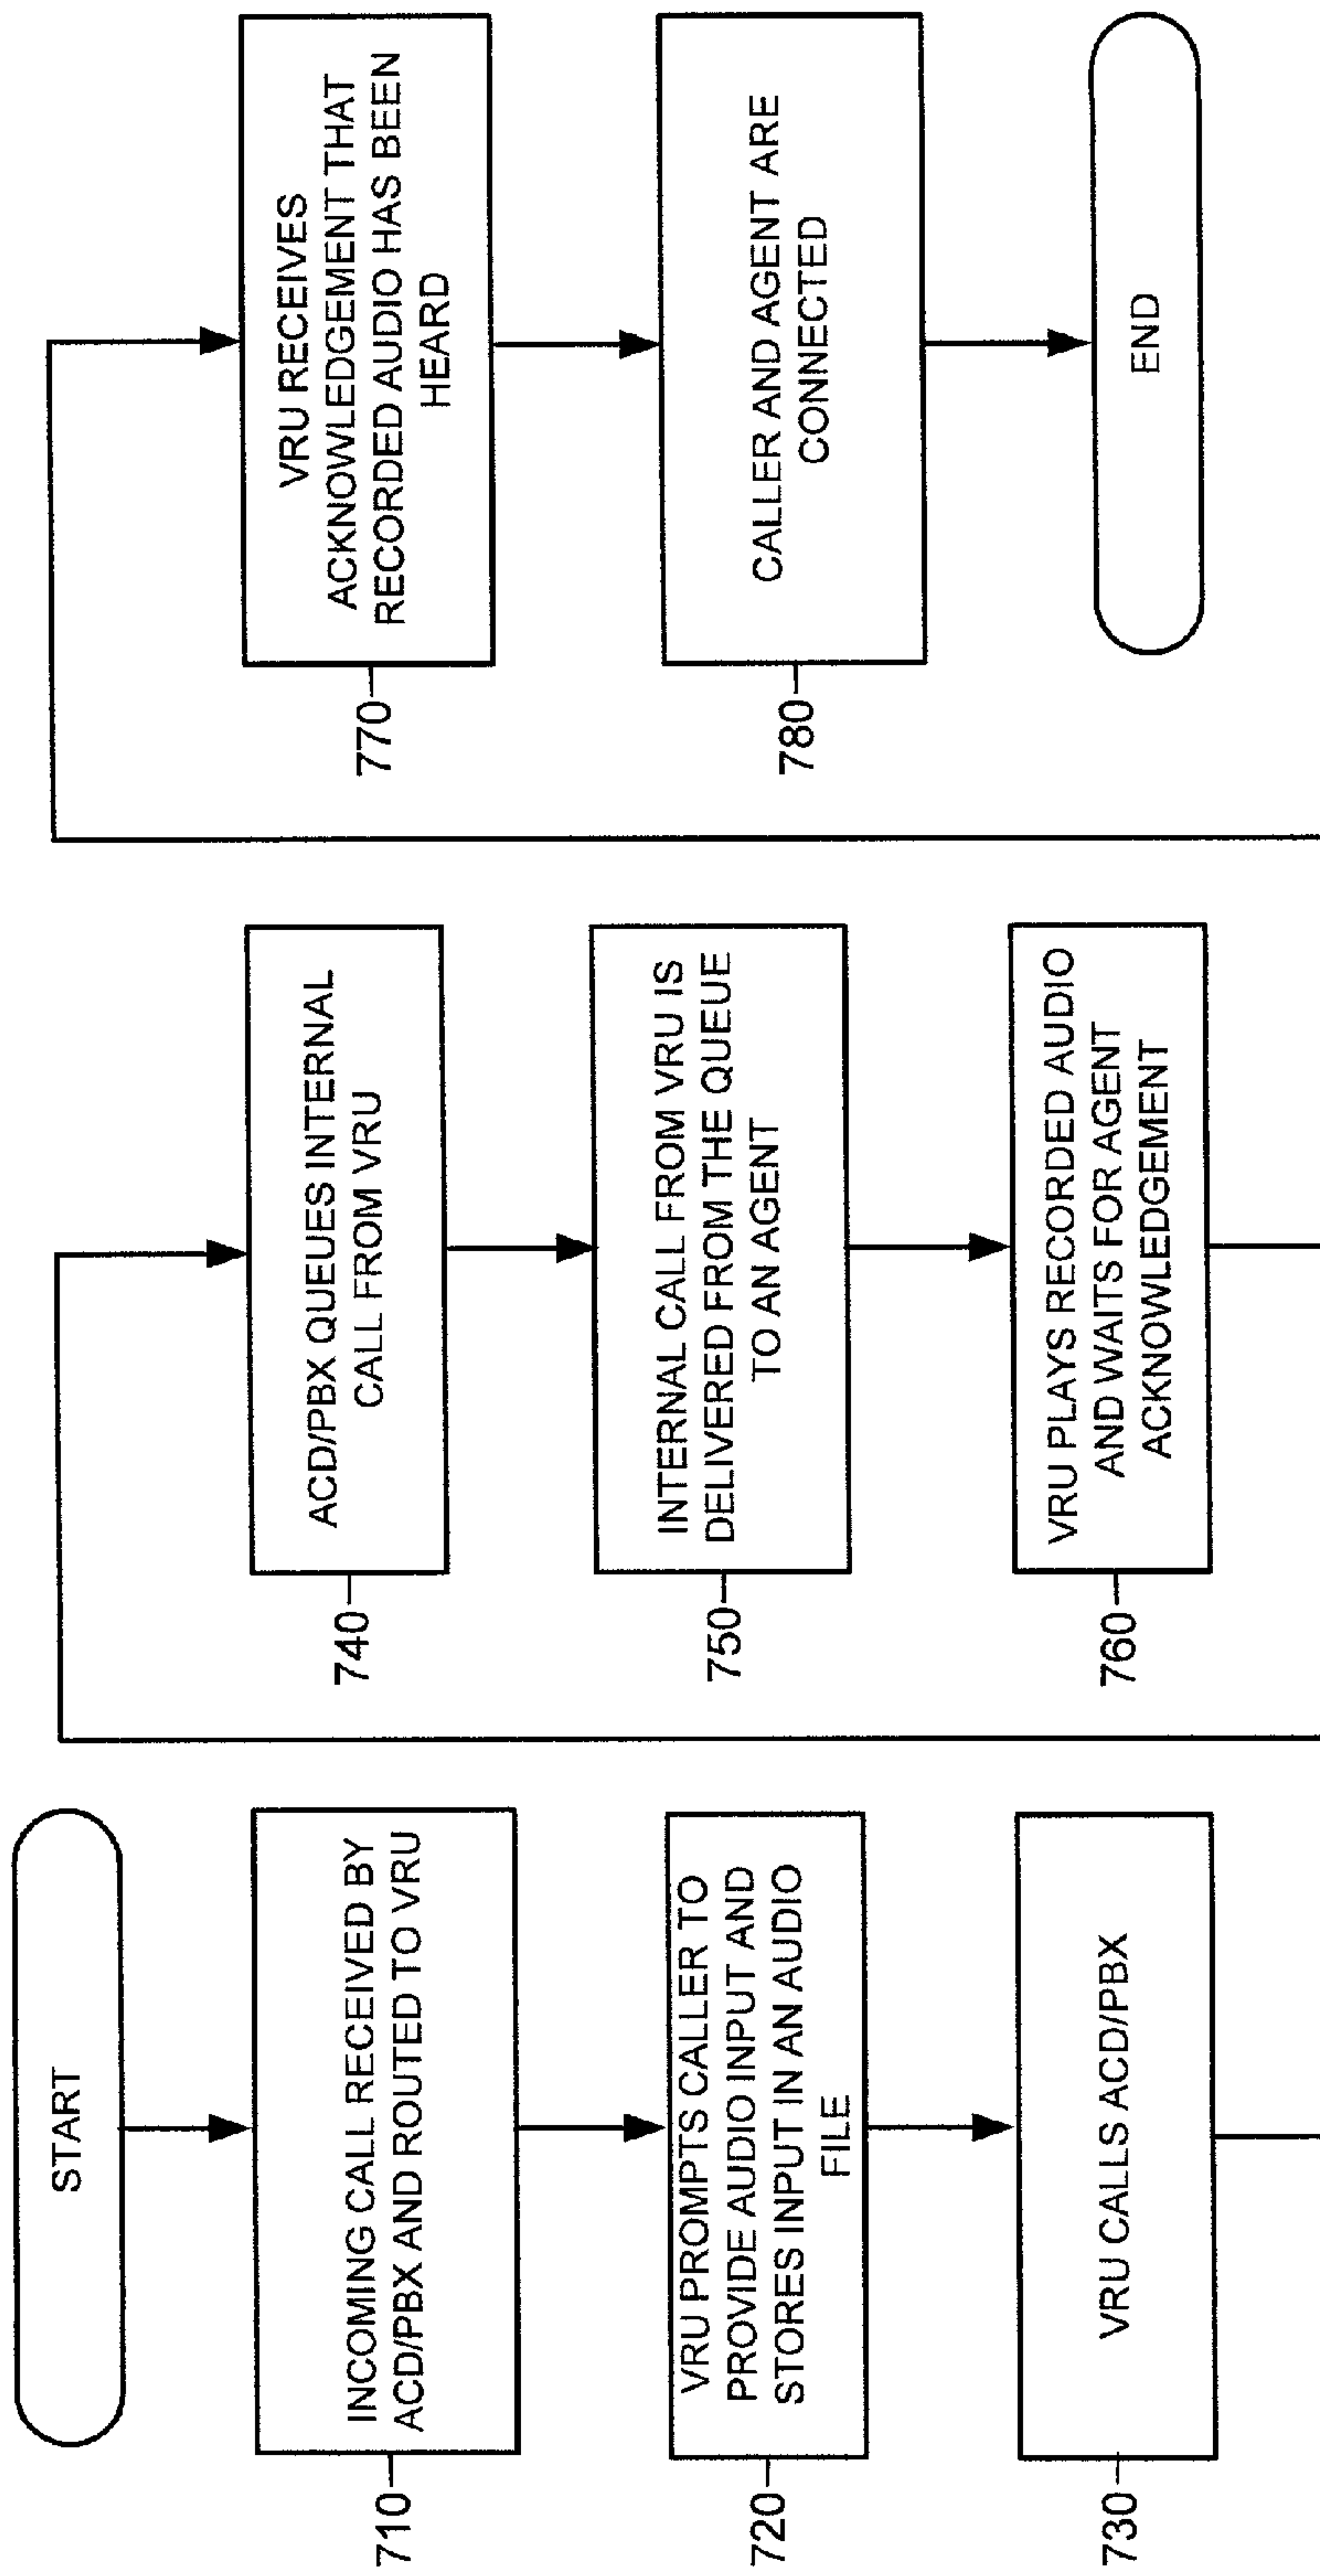 START
710
INCOMING CALL RECEIVED BY
ACD/PBX AND ROUTED TO VRU
720
VRU PROMPTS CALLER TO
PROVIDE AUDIO INPUT AND
STORES INPUT IN AN AUDIO
FILE
730
VRU CALLS ACD/PBX
740
ACD/PBX QUEUES INTERNAL
CALL FROM VRU
750
INTERNAL CALL FROM VRU IS
DELIVERED FROM THE QUEUE
TO AN AGENT
760
VRU PLAYS RECORDED AUDIO
AND WAITS FOR AGENT
ACKNOWLEDGEMENT
770
VRU RECEIVES
ACKNOWLEDGEMENT THAT
RECORDED AUDIO HAS BEEN
HEARD
780
CALLER AND AGENT ARE
CONNECTED
END